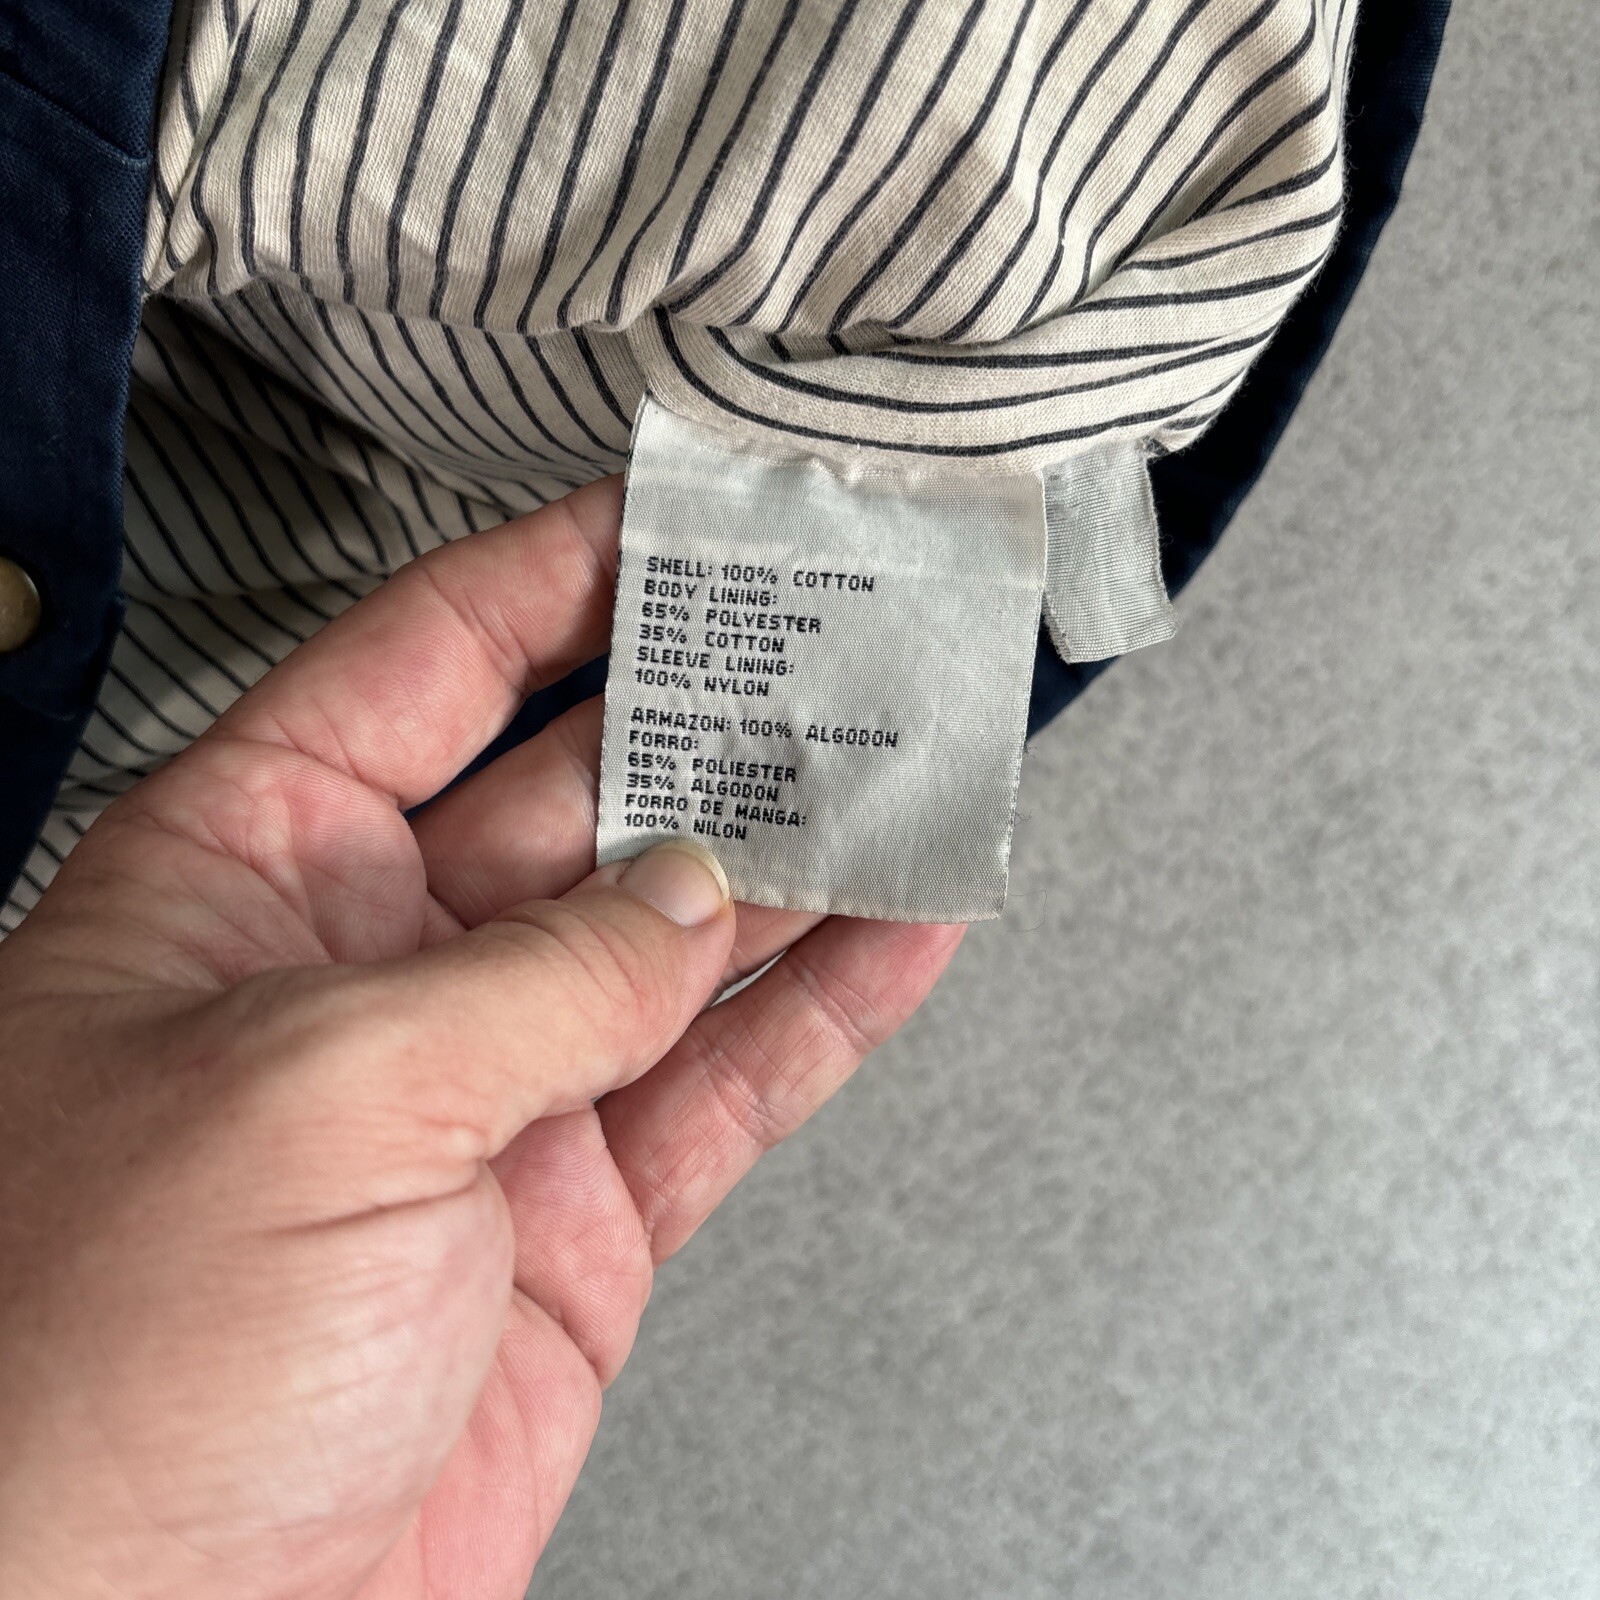 SHELL: 100% COTTON
BODY LINING:
65% POLYESTER
35% COTTON
SLEEVE LINING:
100% NYLON
ARMAZON: 100% ALGODON
FORRO:
65% POLIESTER
35% ALGODON
FORRO DE MANGA:
100% NILON